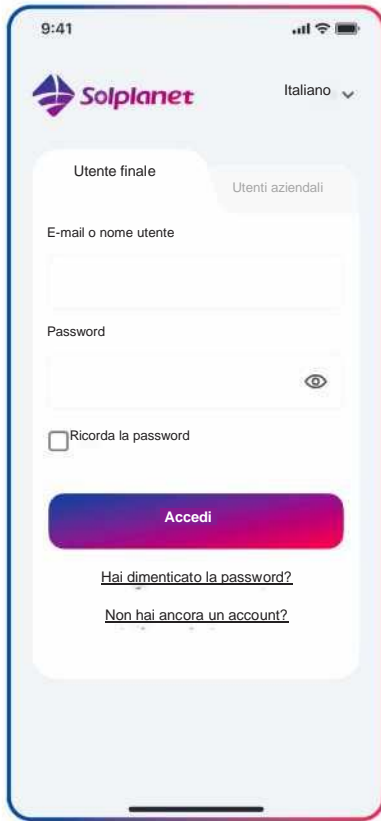 9:41
Solplanet
Italiano
Utente finale
Utenti aziendali
E-mail o nome utente
Password
Ricorda la password
Accedi
Hai dimenticato la password?
Non hai ancora un account?